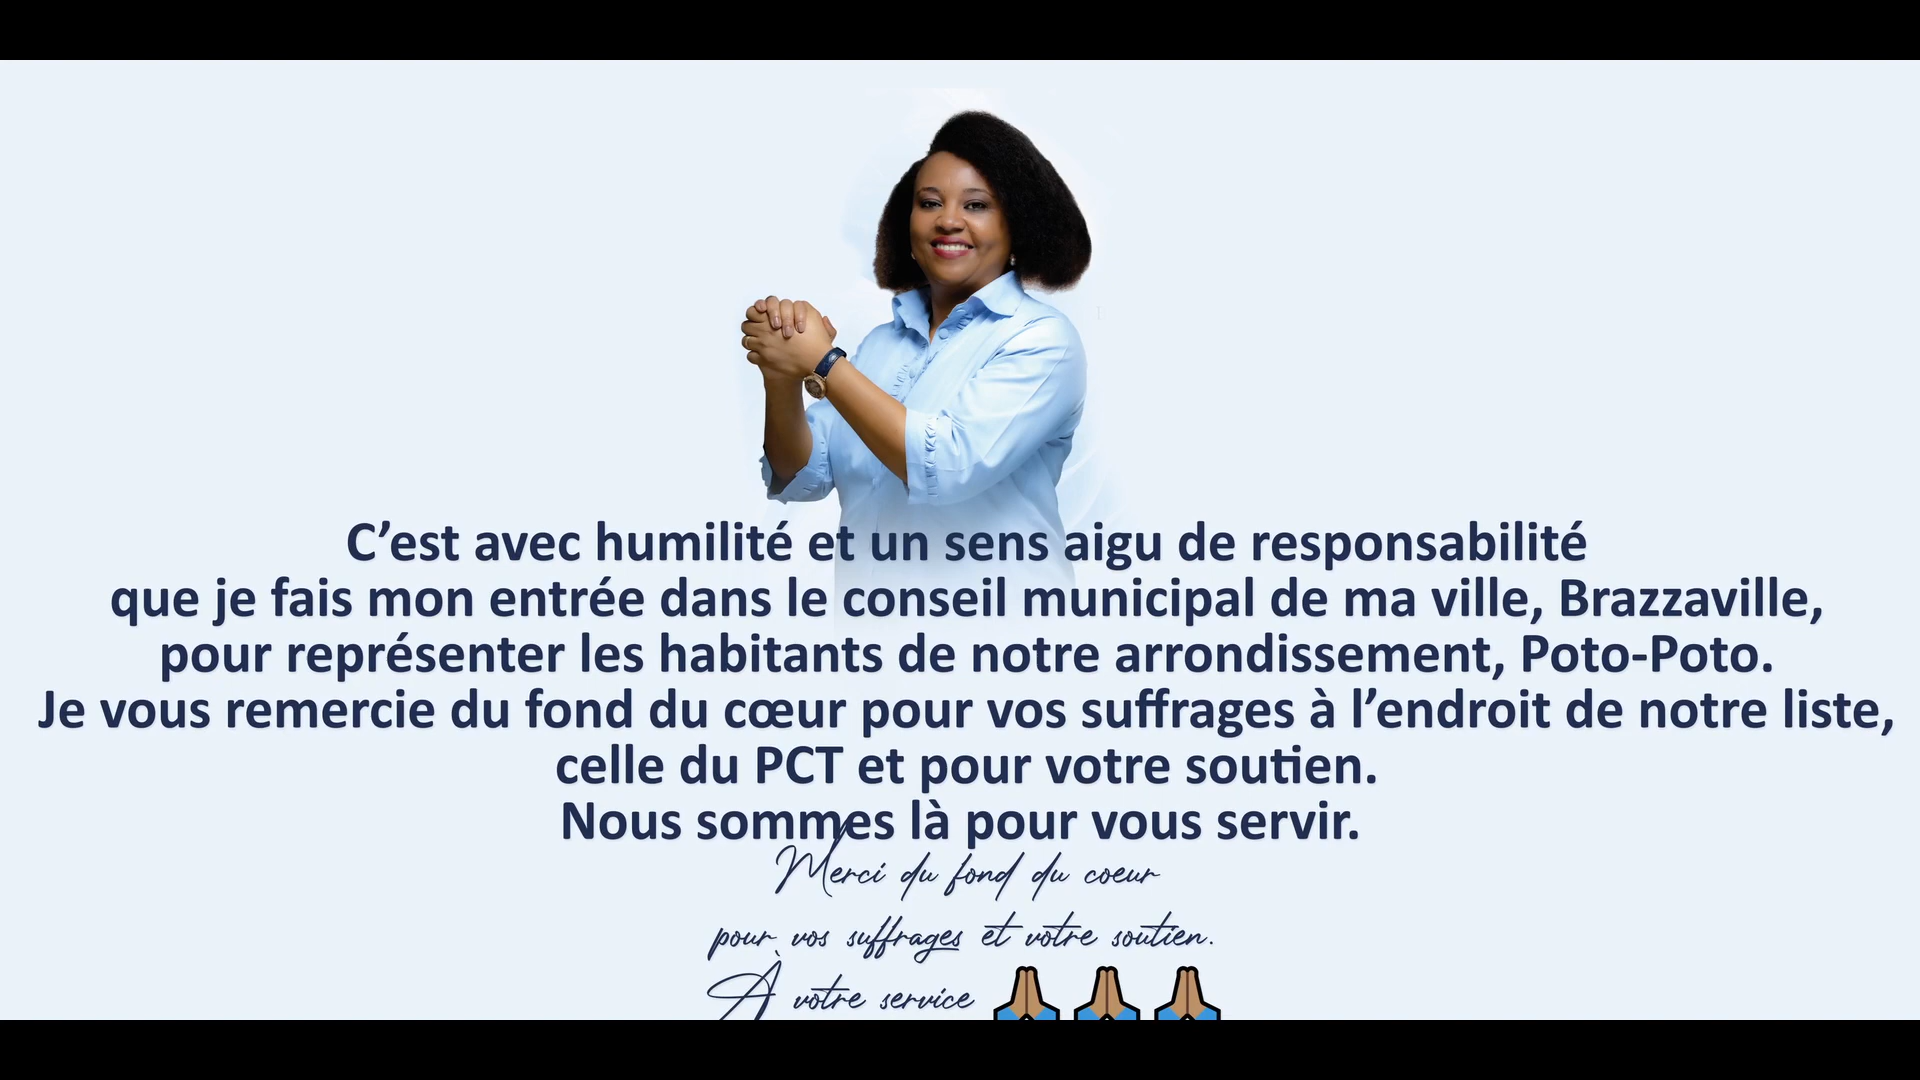 C’est avec humilité et un sens aigu de responsabilité
que je fais mon entrée dans le conseil municipal de ma ville, Brazzaville,
pour représenter les habitants de notre arrondissement, Poto-Poto.
Je vous remercie du fond du cœur pour vos suffrages à l’endroit de notre liste,
celle du PCT et pour votre soutien.
Nous sommes là pour vous servir.
Merci du fond du coeur
pour vos suffrages et votre soutien.
À votre service 🙏🏽🙏🏽🙏🏽